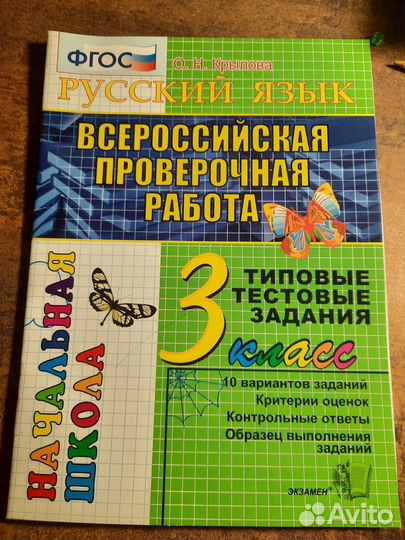 ФГОС
О. Н. Крылова
РУССКИЙ ЯЗЫК
ВСЕРОССИЙСКАЯ
ПРОВЕРОЧНАЯ
РАБОТА
НАЧАЛЬНАЯ
ШКОЛА
3
класс
ТИПОВЫЕ
ТЕСТОВЫЕ
ЗАДАНИЯ
10 вариантов заданий
Критерии оценок
Контрольные ответы
Образец выполнения
заданий
ЭКЗАМЕН
Avito